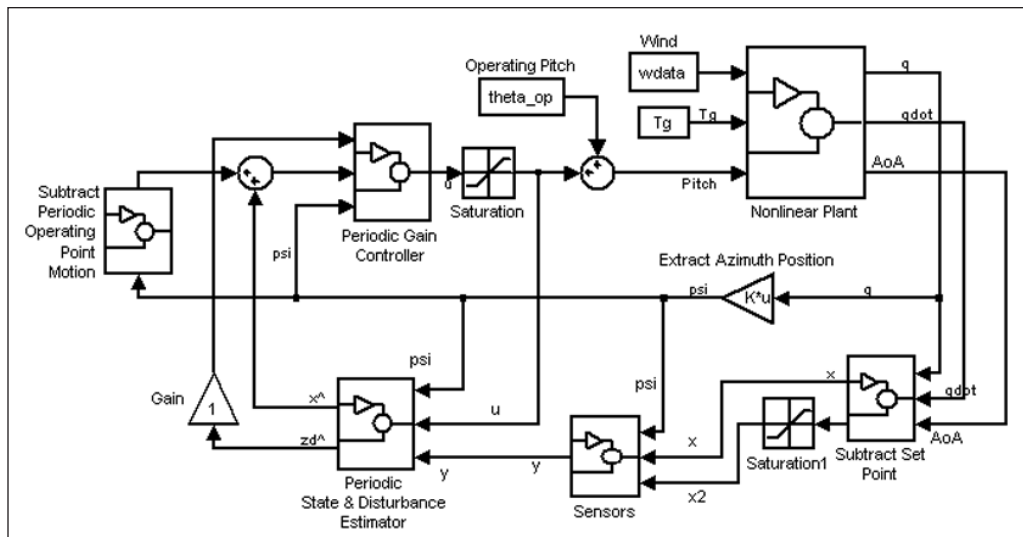 Wind
wdata
q
Operating Pitch
theta_op
Tg
Tg
qdot
AoA
Pitch
Nonlinear Plant
u
Saturation
Subtract
Periodic
Operating
Point
Motion
psi
Periodic Gain
Controller
Extract Azimuth Position
psi
K*u
q
psi
psi
Gain
1
x^
u
zd^
y
y
x
x
qdot
AoA
Saturation1
Subtract Set
Point
x2
Sensors
Periodic
State & Disturbance
Estimator